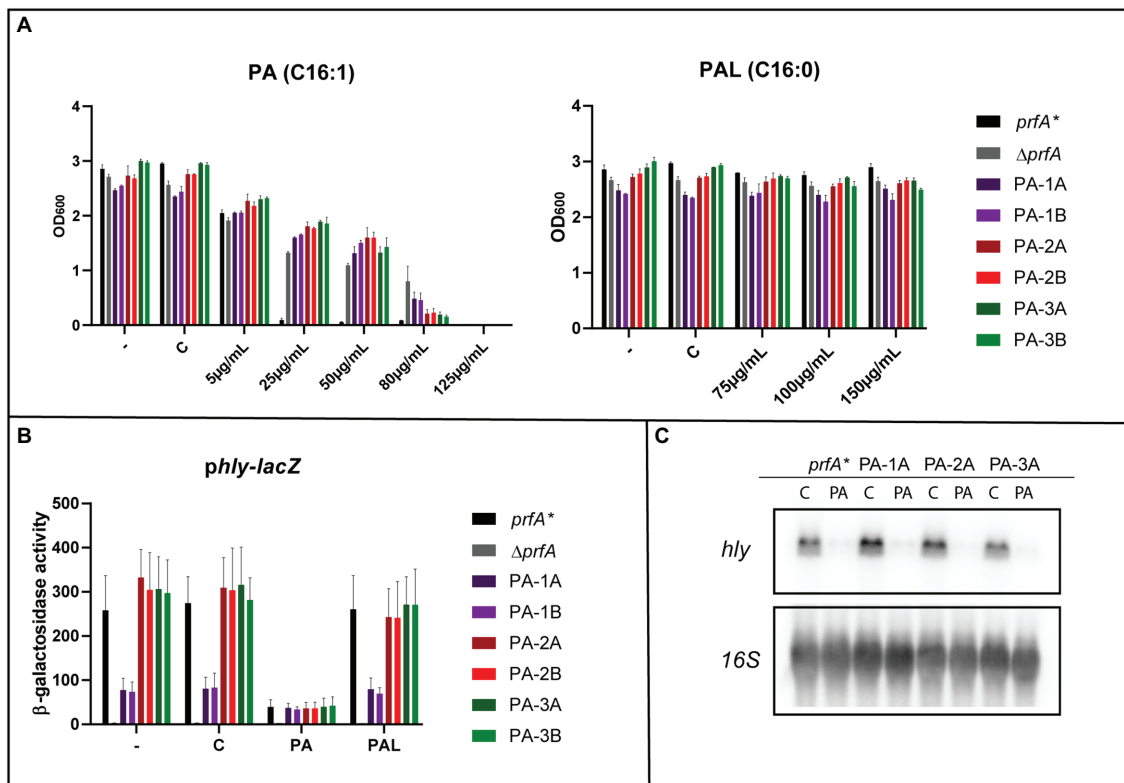 A
PA (C16:1)
OD600
4
3
2
1
0
-
C
5µg/mL
25µg/mL
50µg/mL
80µg/mL
125µg/mL
PAL (C16:0)
OD600
4
3
2
1
0
-
C
75µg/mL
100µg/mL
150µg/mL
prfA*
ΔprfA
PA-1A
PA-1B
PA-2A
PA-2B
PA-3A
PA-3B
B
phly-lacZ
β-galactosidase activity
500
400
300
200
100
0
-
C
PA
PAL
prfA*
ΔprfA
PA-1A
PA-1B
PA-2A
PA-2B
PA-3A
PA-3B
C
prfA* PA-1A PA-2A PA-3A
C PA C PA C PA C PA
hly
16S